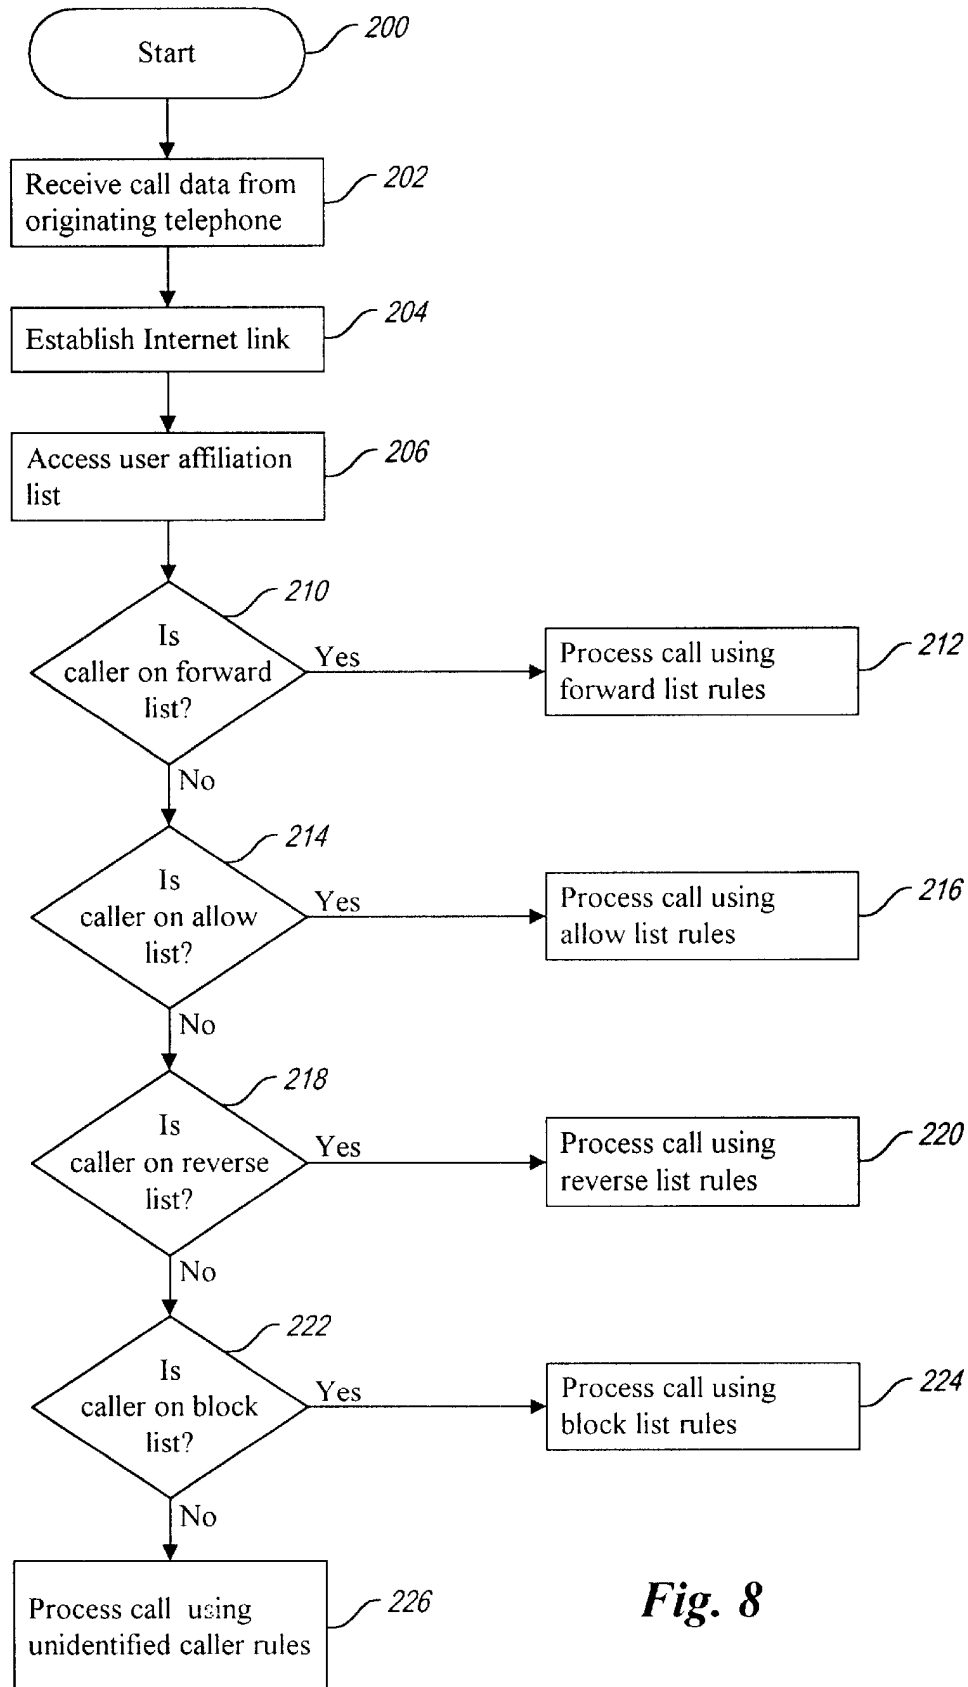 Start
200
Receive call data from
originating telephone
202
Establish Internet link
204
Access user affiliation
list
206
Is
caller on forward
list?
210
Yes
Process call using
forward list rules
212
No
Is
caller on allow
list?
214
Yes
Process call using
allow list rules
216
No
Is
caller on reverse
list?
218
Yes
Process call using
reverse list rules
220
No
Is
caller on block
list?
222
Yes
Process call using
block list rules
224
No
Process call using
unidentified caller rules
226
Fig. 8